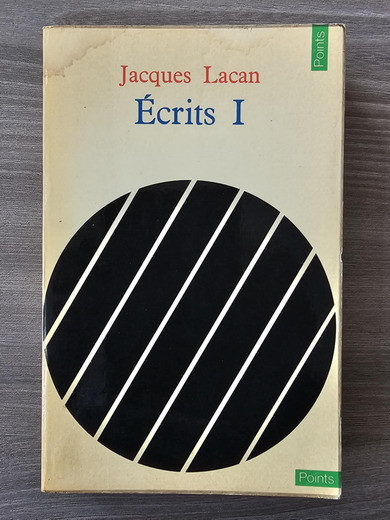 Points
Jacques Lacan
Écrits I
Points